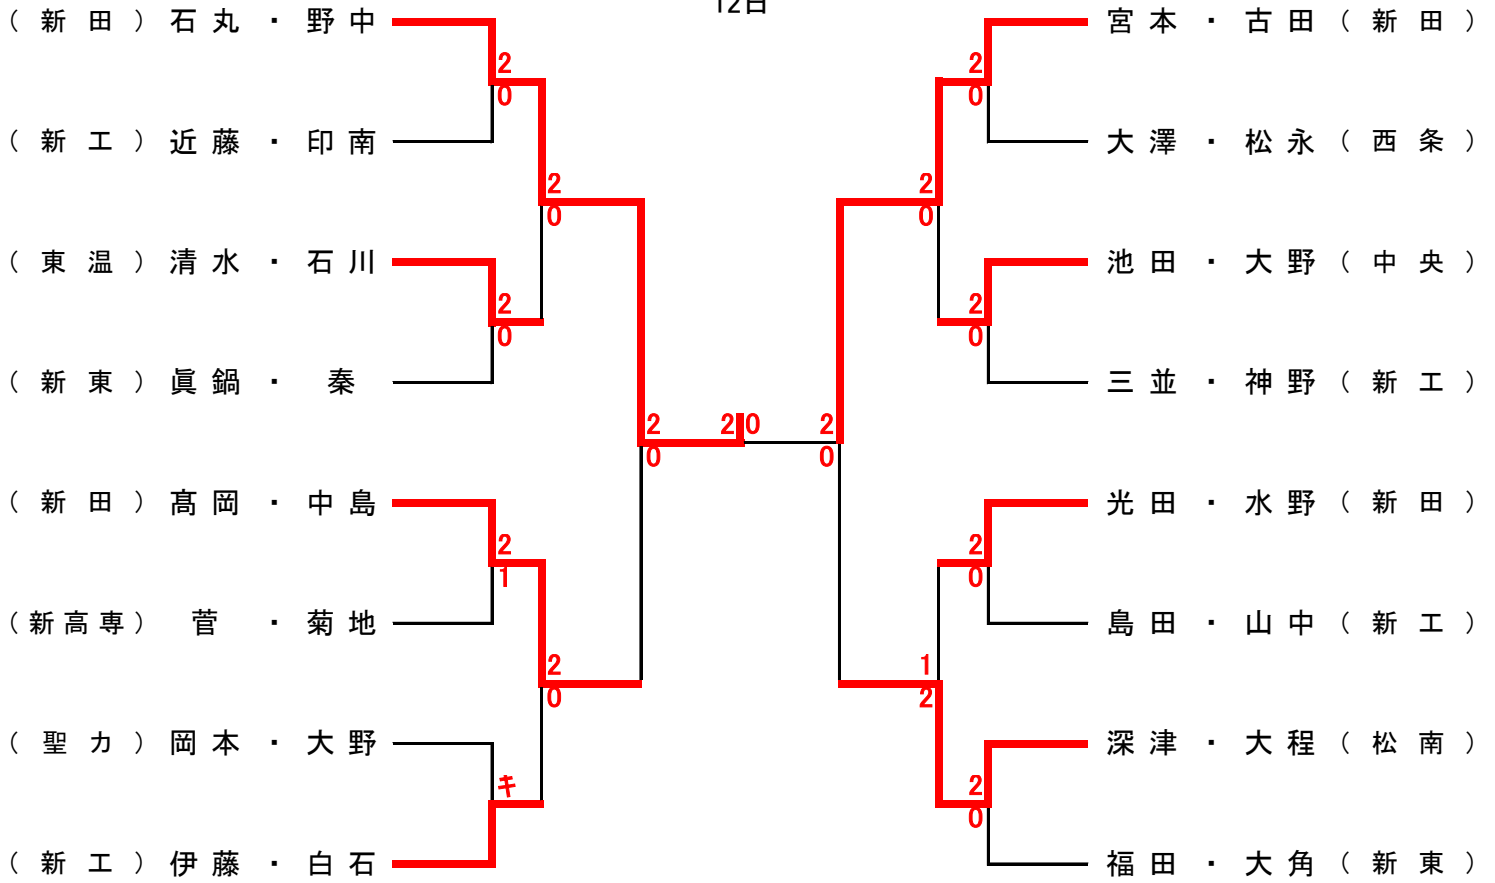 12日
（新田）石丸・野中
2
0
（新工）近藤・印南
2
0
（東温）清水・石川
2
0
（新東）眞鍋・秦
2
0
2 0
（新田）髙岡・中島
2
1
（新高専）菅・菊地
2
0
（聖カ）岡本・大野
キ
（新工）伊藤・白石
宮本・古田（新田）
2
0
大澤・松永（西条）
2
0
池田・大野（中央）
2
0
三並・神野（新工）
2
0
光田・水野（新田）
2
0
島田・山中（新工）
1
2
深津・大程（松南）
2
0
福田・大角（新東）